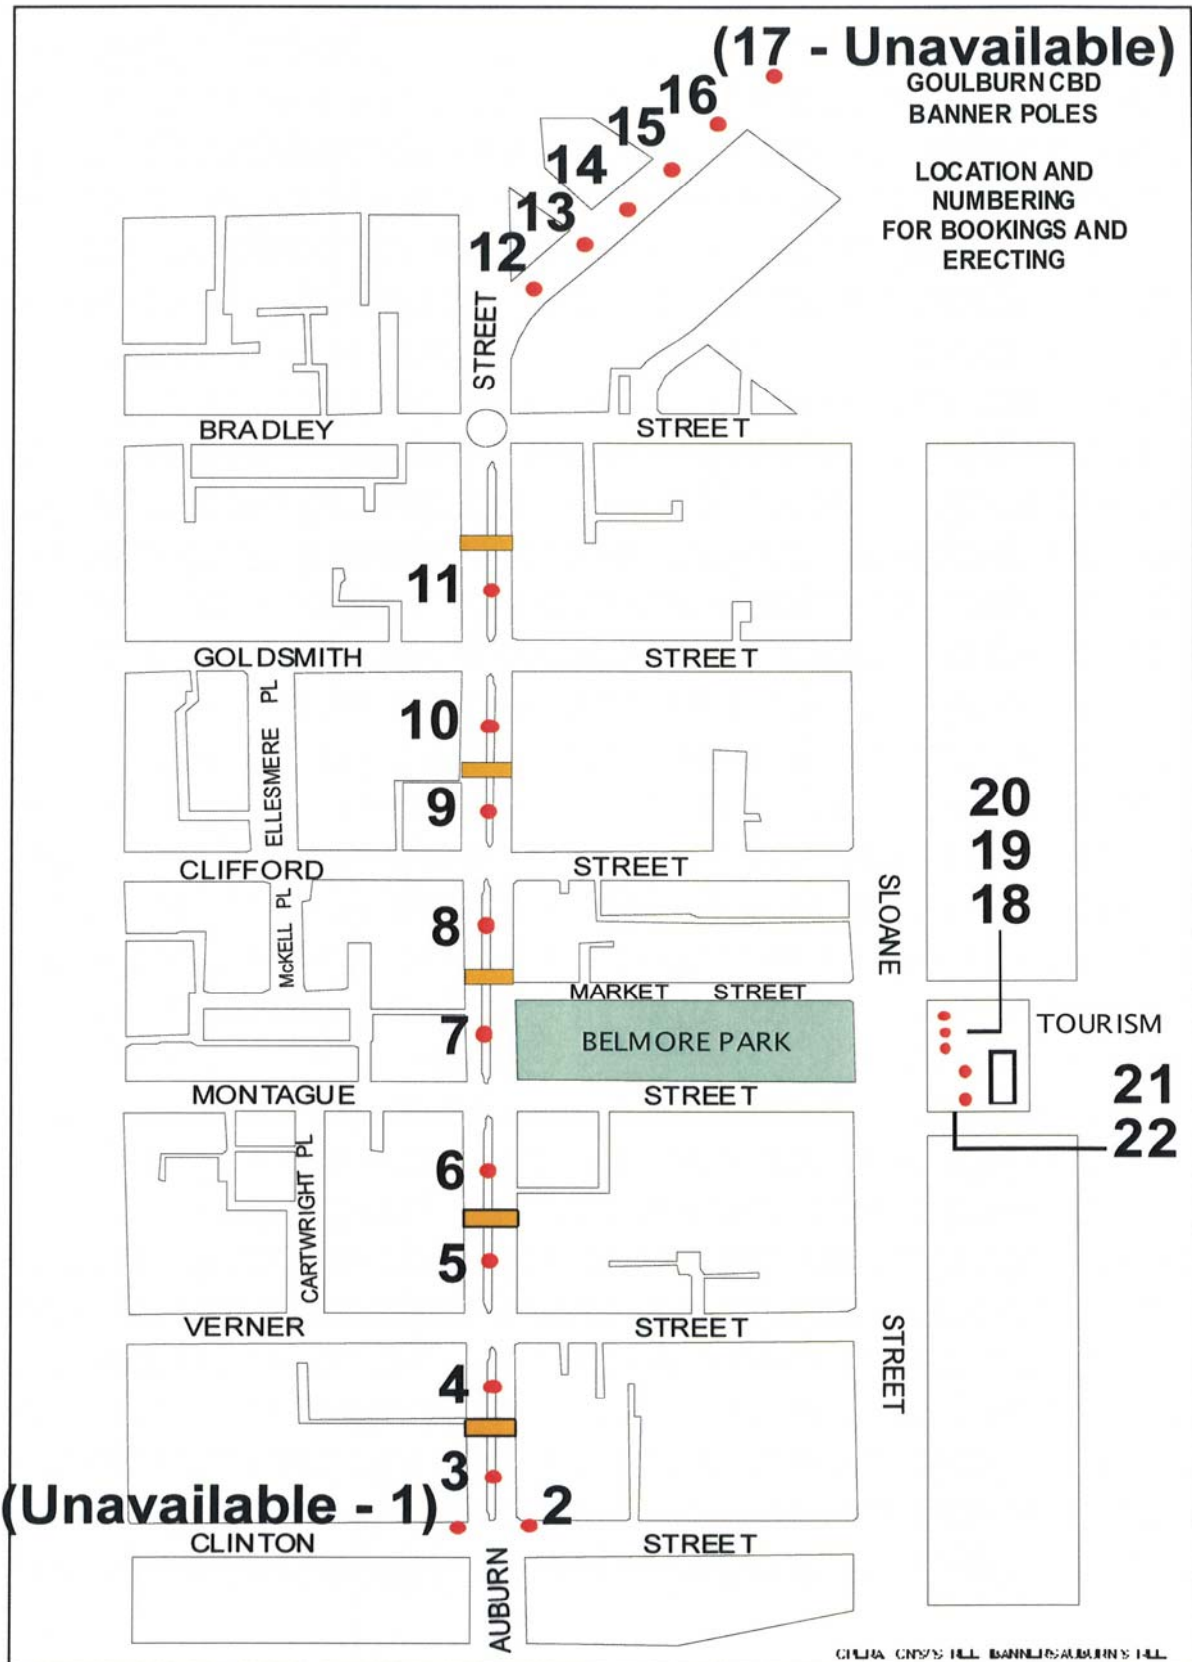 (17 - Unavailable)
GOULBURN CBD
BANNER POLES
LOCATION AND
NUMBERING
FOR BOOKINGS AND
ERECTING
16
15
14
13
12
STREET
BRADLEY STREET
11
GOLDSMITH STREET
ELLESMERE PL
10
9
CLIFFORD STREET
20
19
18
McKELL PL
8
SLOANE
MARKET STREET
7
BELMORE PARK
TOURISM
MONTAGUE STREET
21
22
CARTWRIGHT PL
6
5
VERNER STREET
STREET
4
3
(Unavailable - 1)
2
CLINTON STREET
AUBURN